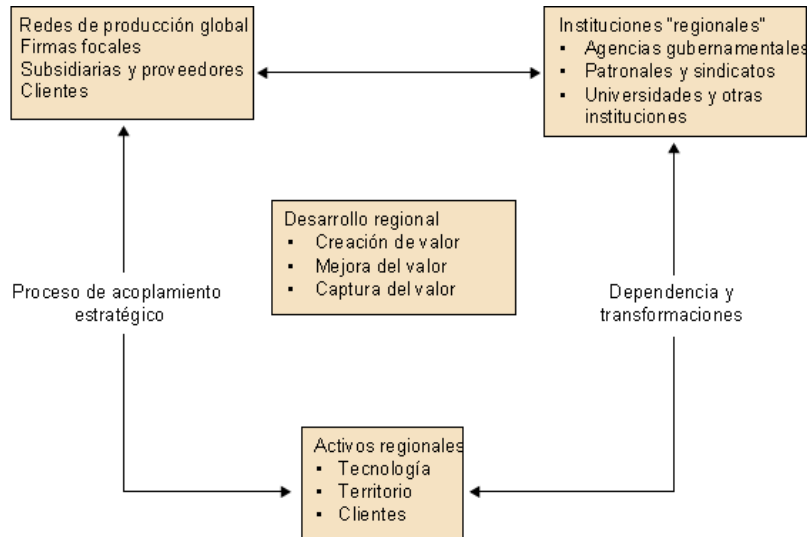 Redes de producción global
Firmas focales
Subsidiarias y proveedores
Clientes
Instituciones "regionales"
▪ Agencias gubernamentales
▪ Patronales y sindicatos
▪ Universidades y otras
instituciones
Desarrollo regional
▪ Creación de valor
▪ Mejora del valor
▪ Captura del valor
Proceso de acoplamiento
estratégico
Dependencia y
transformaciones
Activos regionales
▪ Tecnología
▪ Territorio
▪ Clientes